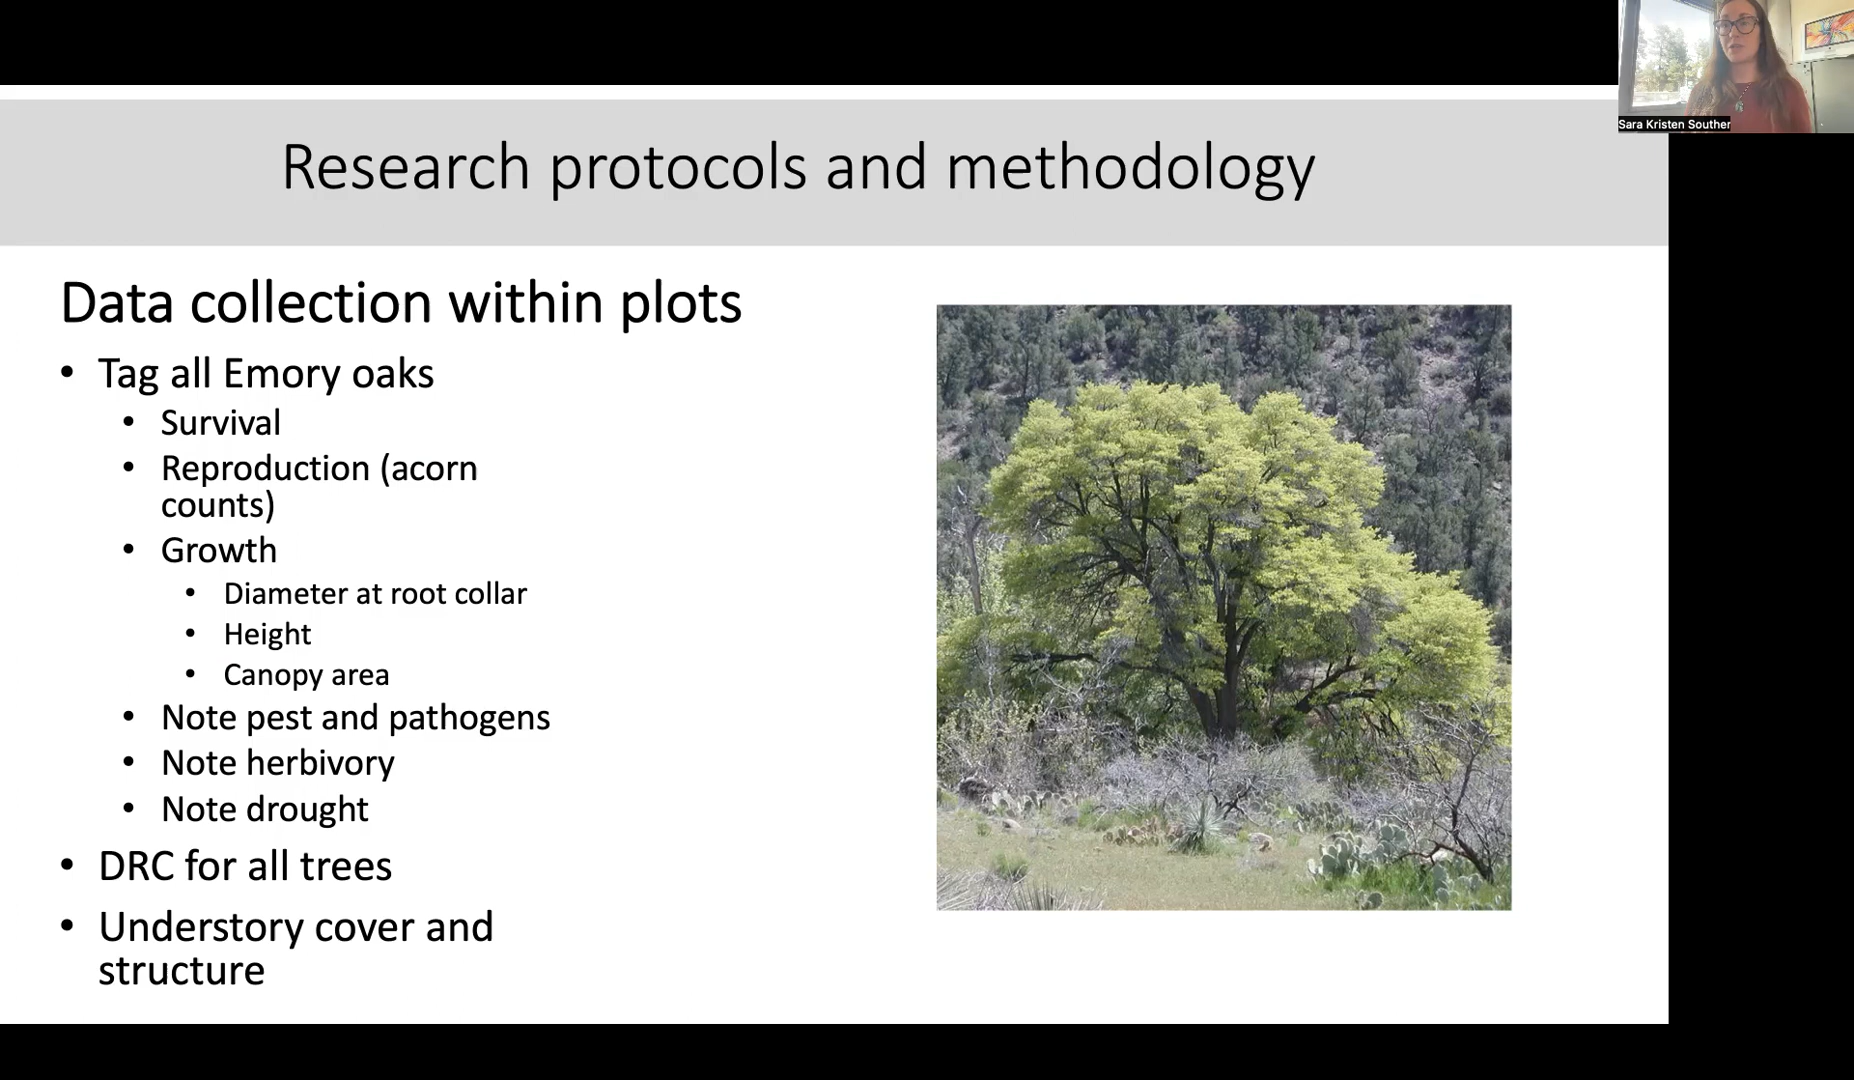 Sara Kristen Souther
Research protocols and methodology
Data collection within plots
• Tag all Emory oaks
• Survival
• Reproduction (acorn
counts)
• Growth
• Diameter at root collar
• Height
• Canopy area
• Note pest and pathogens
• Note herbivory
• Note drought
• DRC for all trees
• Understory cover and
structure